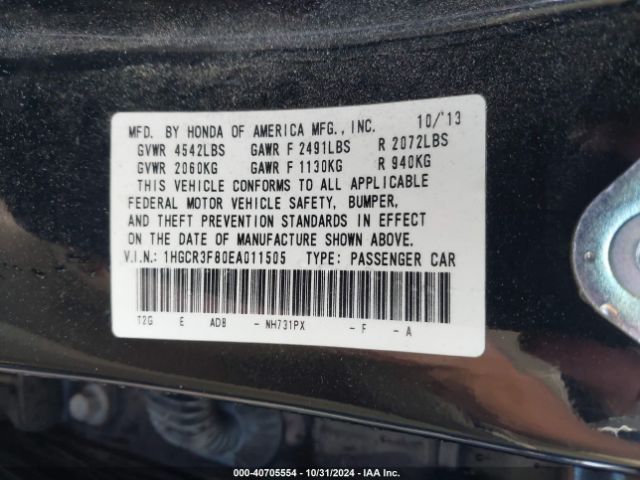 MFD. BY HONDA OF AMERICA MFG., INC. 10/'13
GVWR 4542LBS GAWR F 2491LBS R 2072LBS
GVWR 2060KG GAWR F 1130KG R 940KG
THIS VEHICLE CONFORMS TO ALL APPLICABLE
FEDERAL MOTOR VEHICLE SAFETY, BUMPER,
AND THEFT PREVENTION STANDARDS IN EFFECT
ON THE DATE OF MANUFACTURE SHOWN ABOVE.
V.I.N.: 1HGCR3F80EA011505 TYPE: PASSENGER CAR
T2G E ADB - NH731PX - F - A
000-40705554 - 10/31/2024 - IAA Inc.